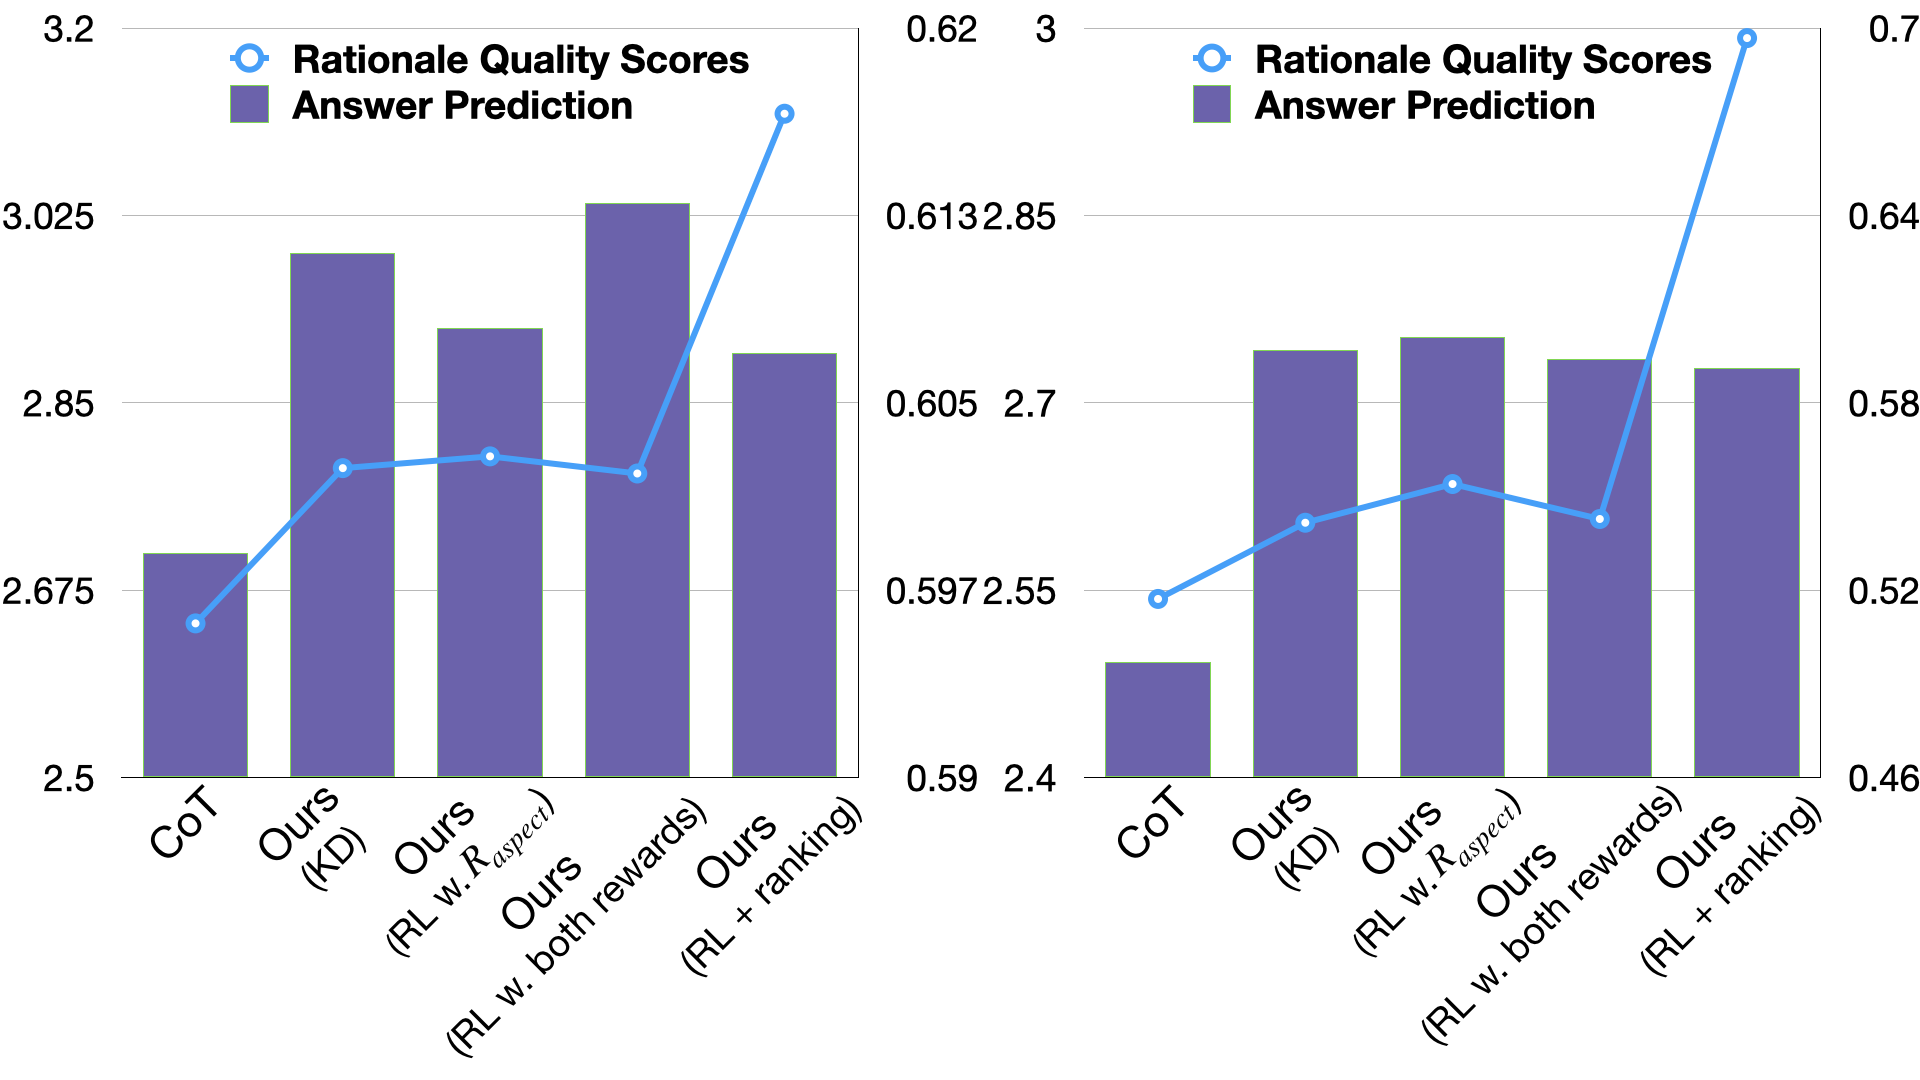 3.2
3.025
2.85
2.675
2.5
Rationale Quality Scores
Answer Prediction
0.62
0.613
0.605
0.597
0.59
CoT
Ours
(KD)
Ours
(RL w. R_aspect)
Ours
(RL w. both rewards)
Ours
(RL + ranking)
3
2.85
2.7
2.55
2.4
Rationale Quality Scores
Answer Prediction
0.7
0.64
0.58
0.52
0.46
CoT
Ours
(KD)
Ours
(RL w. R_aspect)
Ours
(RL w. both rewards)
Ours
(RL + ranking)